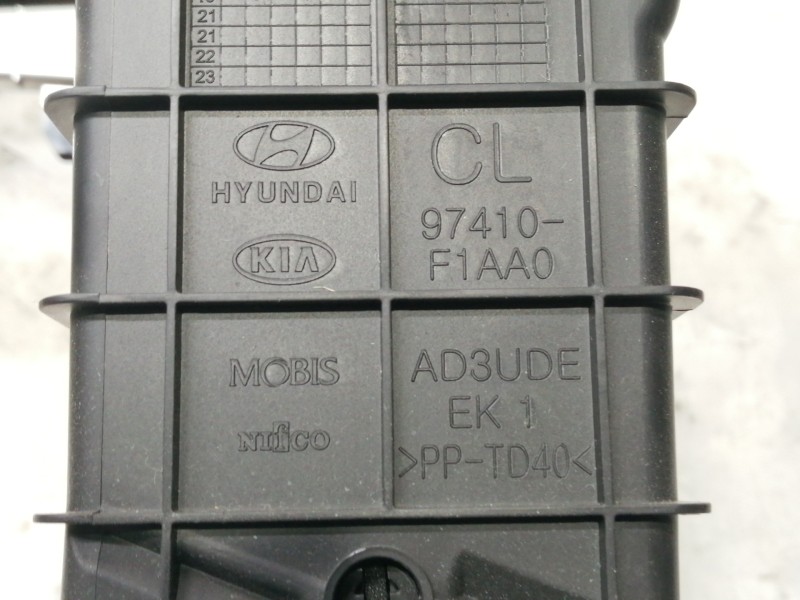 21
21
22
23
HYUNDAI
KIA
CL
97410-
F1AA0
MOBIS
NIfCO
AD3UDE
EK 1
>PP-TD40<